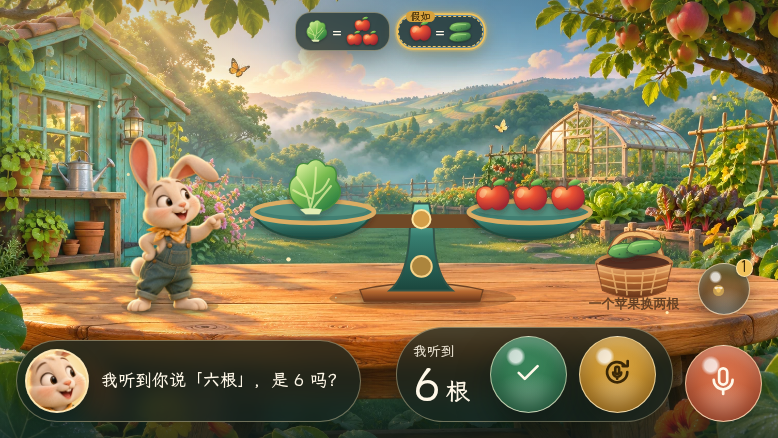 =
假如
=
一个苹果换两根
1
我听到你说「六根」，是 6 吗？
我听到
6 根